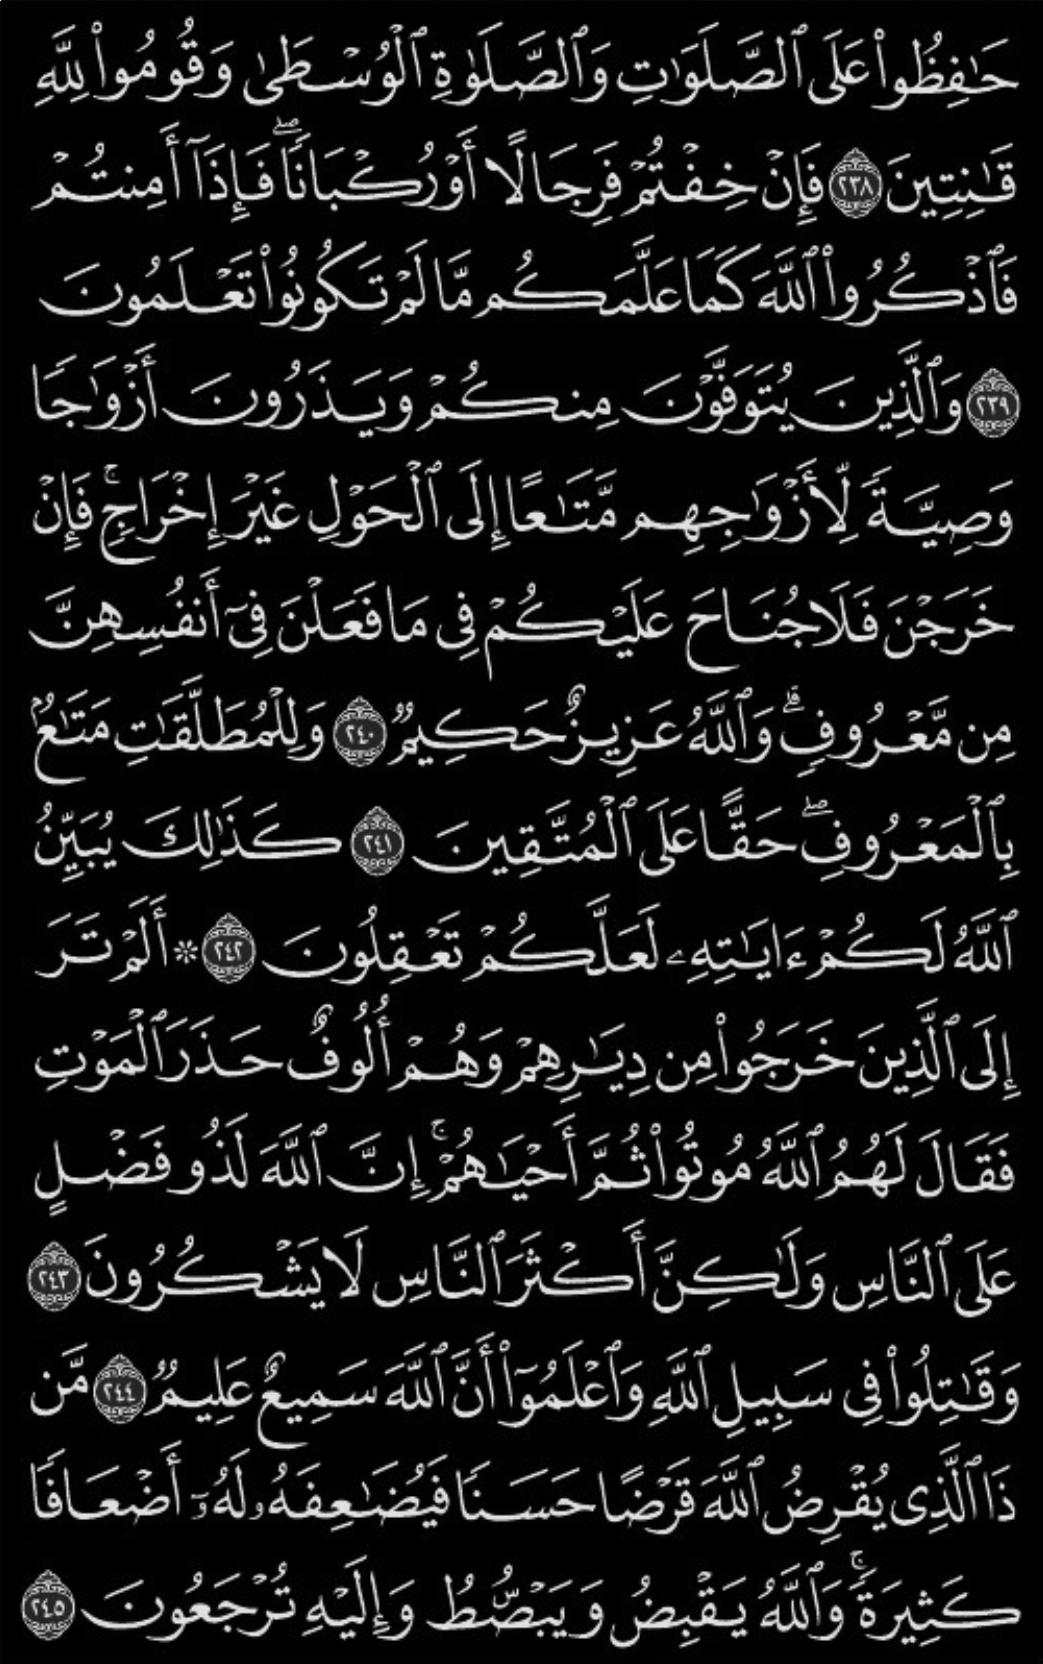 حَٰفِظُوا۟ عَلَى ٱلصَّلَوَٰتِ وَٱلصَّلَوٰةِ ٱلْوُسْطَىٰ وَقُومُوا۟ لِلَّهِ
قَٰنِتِينَ ٢٣٨ فَإِنْ خِفْتُمْ فَرِجَالًا أَوْ رُكْبَانًۭا ۖ فَإِذَآ أَمِنتُمْ
فَٱذْكُرُوا۟ ٱللَّهَ كَمَا عَلَّمَكُم مَّا لَمْ تَكُونُوا۟ تَعْلَمُونَ
٢٣٩ وَٱلَّذِينَ يُتَوَفَّوْنَ مِنكُمْ وَيَذَرُونَ أَزْوَٰجًۭا
وَصِيَّةًۭ لِّأَزْوَٰجِهِم مَّتَٰعًا إِلَى ٱلْحَوْلِ غَيْرَ إِخْرَاجٍۢ ۚ فَإِنْ
خَرَجْنَ فَلَا جُنَاحَ عَلَيْكُمْ فِى مَا فَعَلْنَ فِىٓ أَنفُسِهِنَّ
مِن مَّعْرُوفٍۢ ۗ وَٱللَّهُ عَزِيزٌ حَكِيمٌۭ ٢٤٠ وَلِلْمُطَلَّقَٰتِ مَتَٰعٌۢ
بِٱلْمَعْرُوفِ ۖ حَقًّا عَلَى ٱلْمُتَّقِينَ ٢٤١ كَذَٰلِكَ يُبَيِّنُ
ٱللَّهُ لَكُمْ ءَايَٰتِهِۦ لَعَلَّكُمْ تَعْقِلُونَ ٢٤٢ ۞ أَلَمْ تَرَ
إِلَى ٱلَّذِينَ خَرَجُوا۟ مِن دِيَٰرِهِمْ وَهُمْ أُلُوفٌ حَذَرَ ٱلْمَوْتِ
فَقَالَ لَهُمُ ٱللَّهُ مُوتُوا۟ ثُمَّ أَحْيَٰهُمْ ۚ إِنَّ ٱللَّهَ لَذُو فَضْلٍ
عَلَى ٱلنَّاسِ وَلَٰكِنَّ أَكْثَرَ ٱلنَّاسِ لَا يَشْكُرُونَ ٢٤٣
وَقَٰتِلُوا۟ فِى سَبِيلِ ٱللَّهِ وَٱعْلَمُوٓا۟ أَنَّ ٱللَّهَ سَمِيعٌ عَلِيمٌۭ ٢٤٤ مَّن
ذَا ٱلَّذِى يُقْرِضُ ٱللَّهَ قَرْضًا حَسَنًۭا فَيُضَٰعِفَهُۥ لَهُۥٓ أَضْعَافًۭا
كَثِيرَةًۭ ۚ وَٱللَّهُ يَقْبِضُ وَيَبْصُۜطُ وَإِلَيْهِ تُرْجَعُونَ ٢٤٥